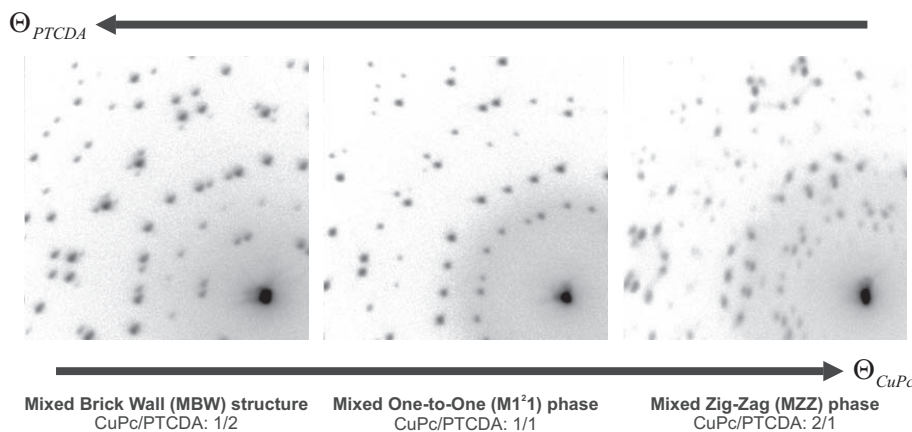 Θ_PTCDA
Θ_CuPc
Mixed Brick Wall (MBW) structure
CuPc/PTCDA: 1/2
Mixed One-to-One (M1²1) phase
CuPc/PTCDA: 1/1
Mixed Zig-Zag (MZZ) phase
CuPc/PTCDA: 2/1